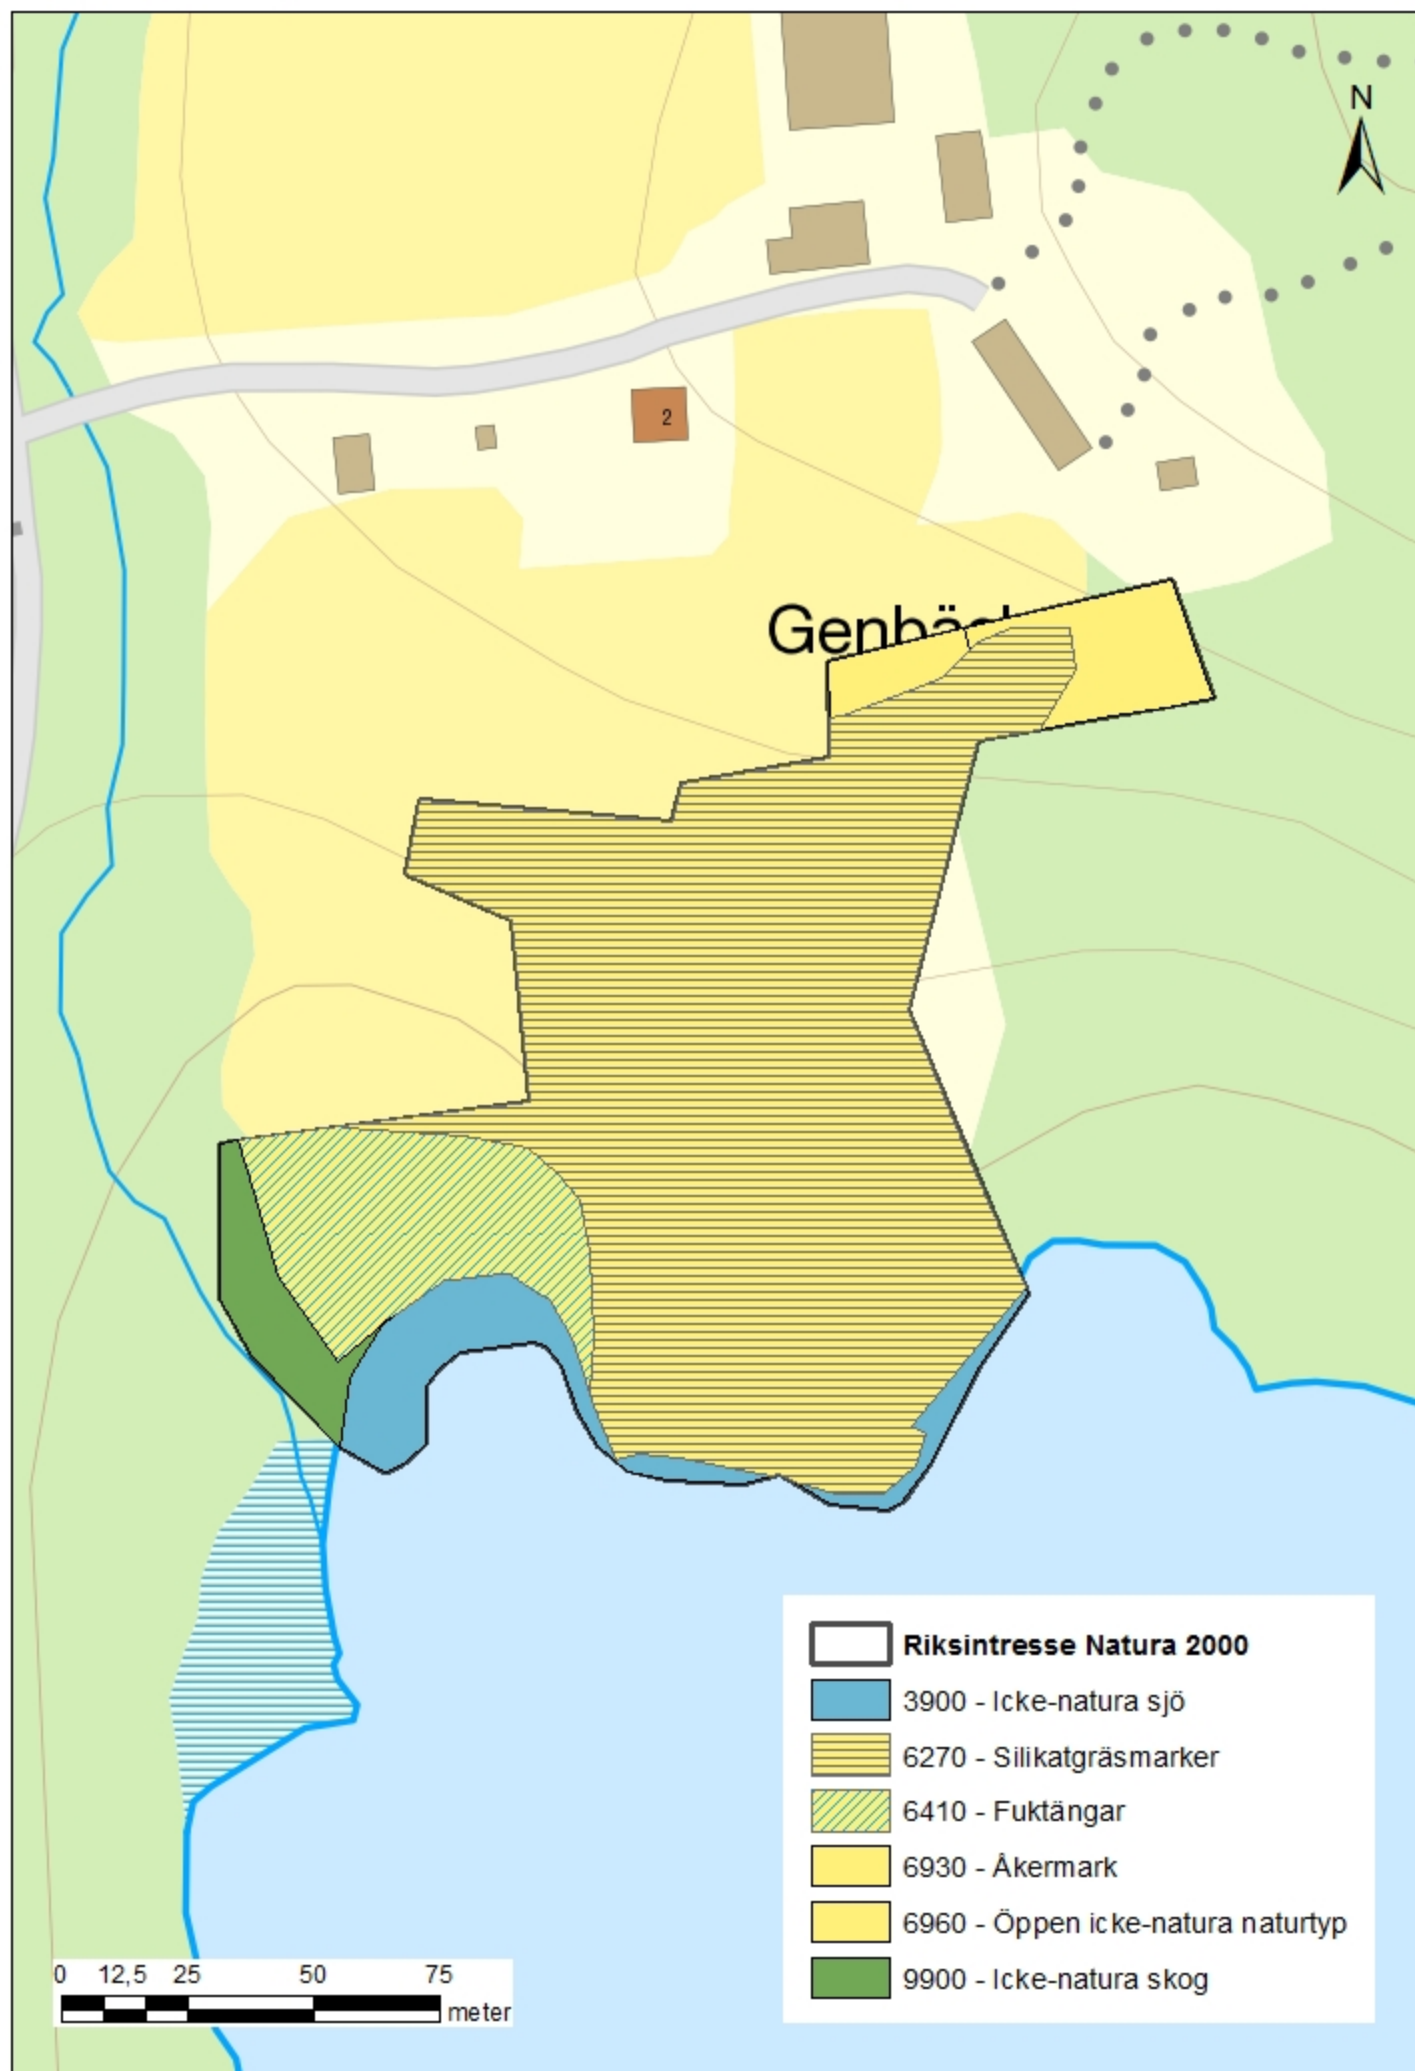 N
2
Riksintresse Natura 2000
3900 - Icke-natura sjö
6270 - Silikatgräsmarker
6410 - Fuktängar
6930 - Åkermark
6960 - Öppen icke-natura naturtyp
9900 - Icke-natura skog
0 12,5 25 50 75
meter